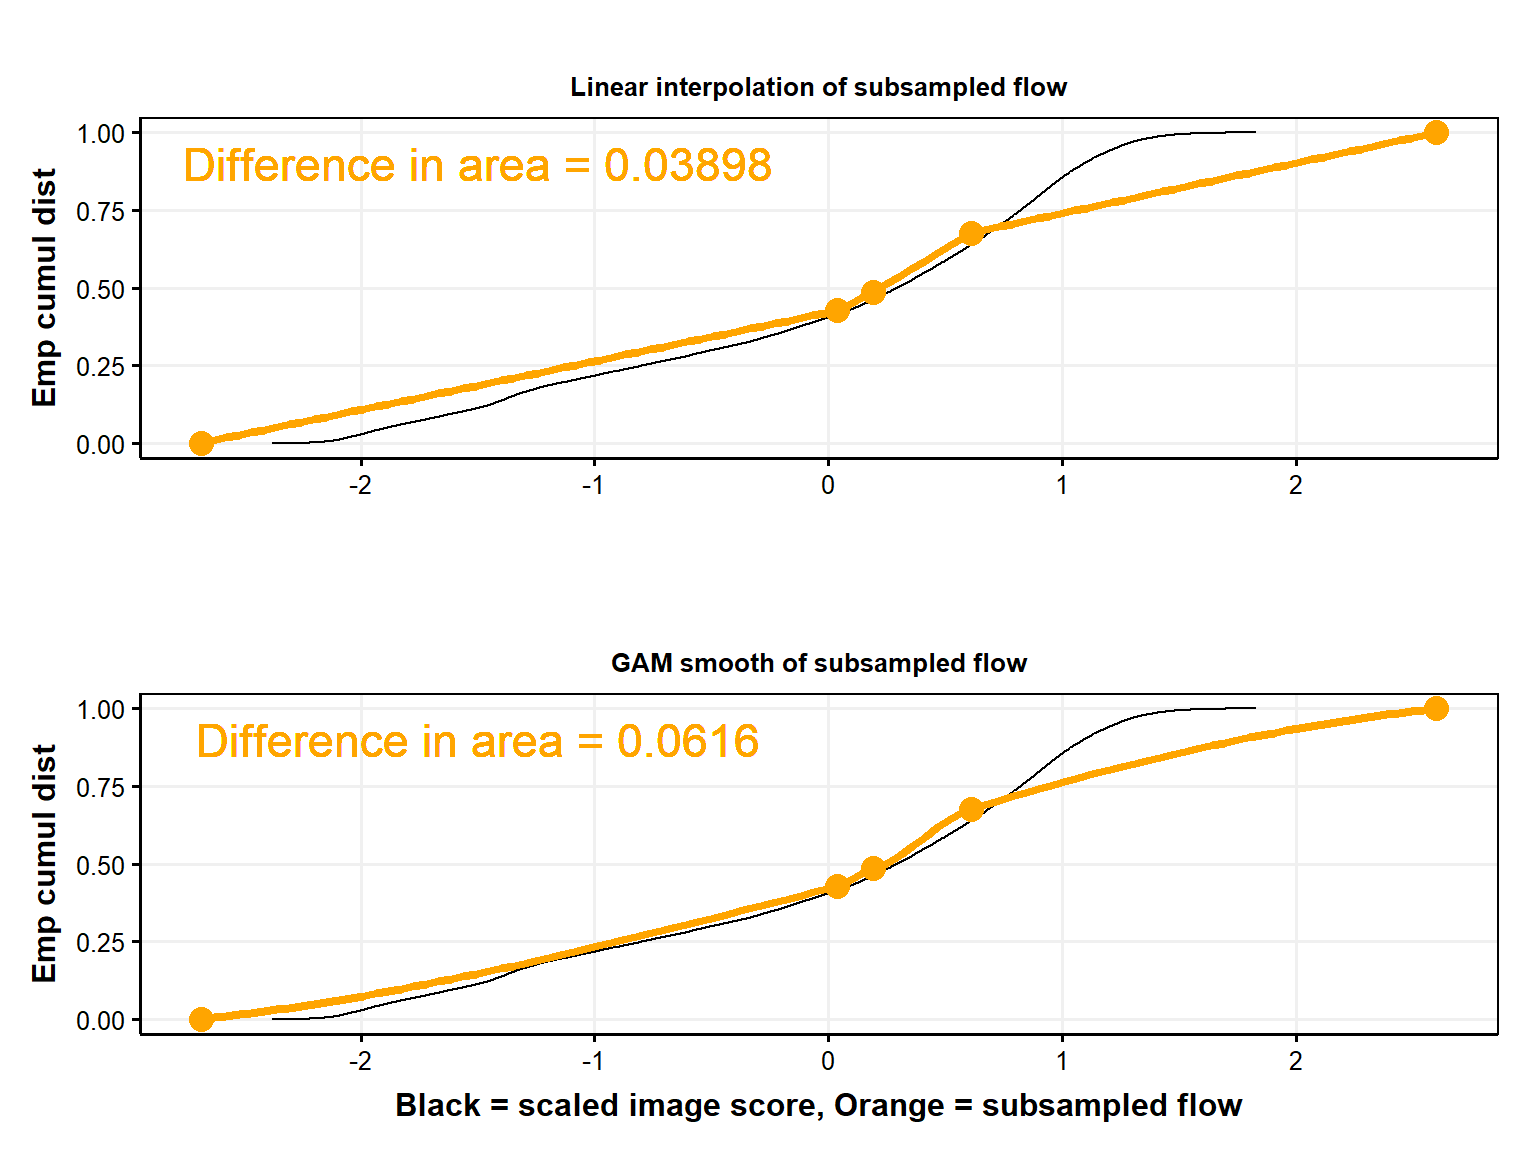 Linear interpolation of subsampled flow
Difference in area = 0.03898
Emp cumul dist
1.00
0.75
0.50
0.25
0.00
-2 -1 0 1 2
GAM smooth of subsampled flow
Difference in area = 0.0616
Emp cumul dist
1.00
0.75
0.50
0.25
0.00
-2 -1 0 1 2
Black = scaled image score, Orange = subsampled flow